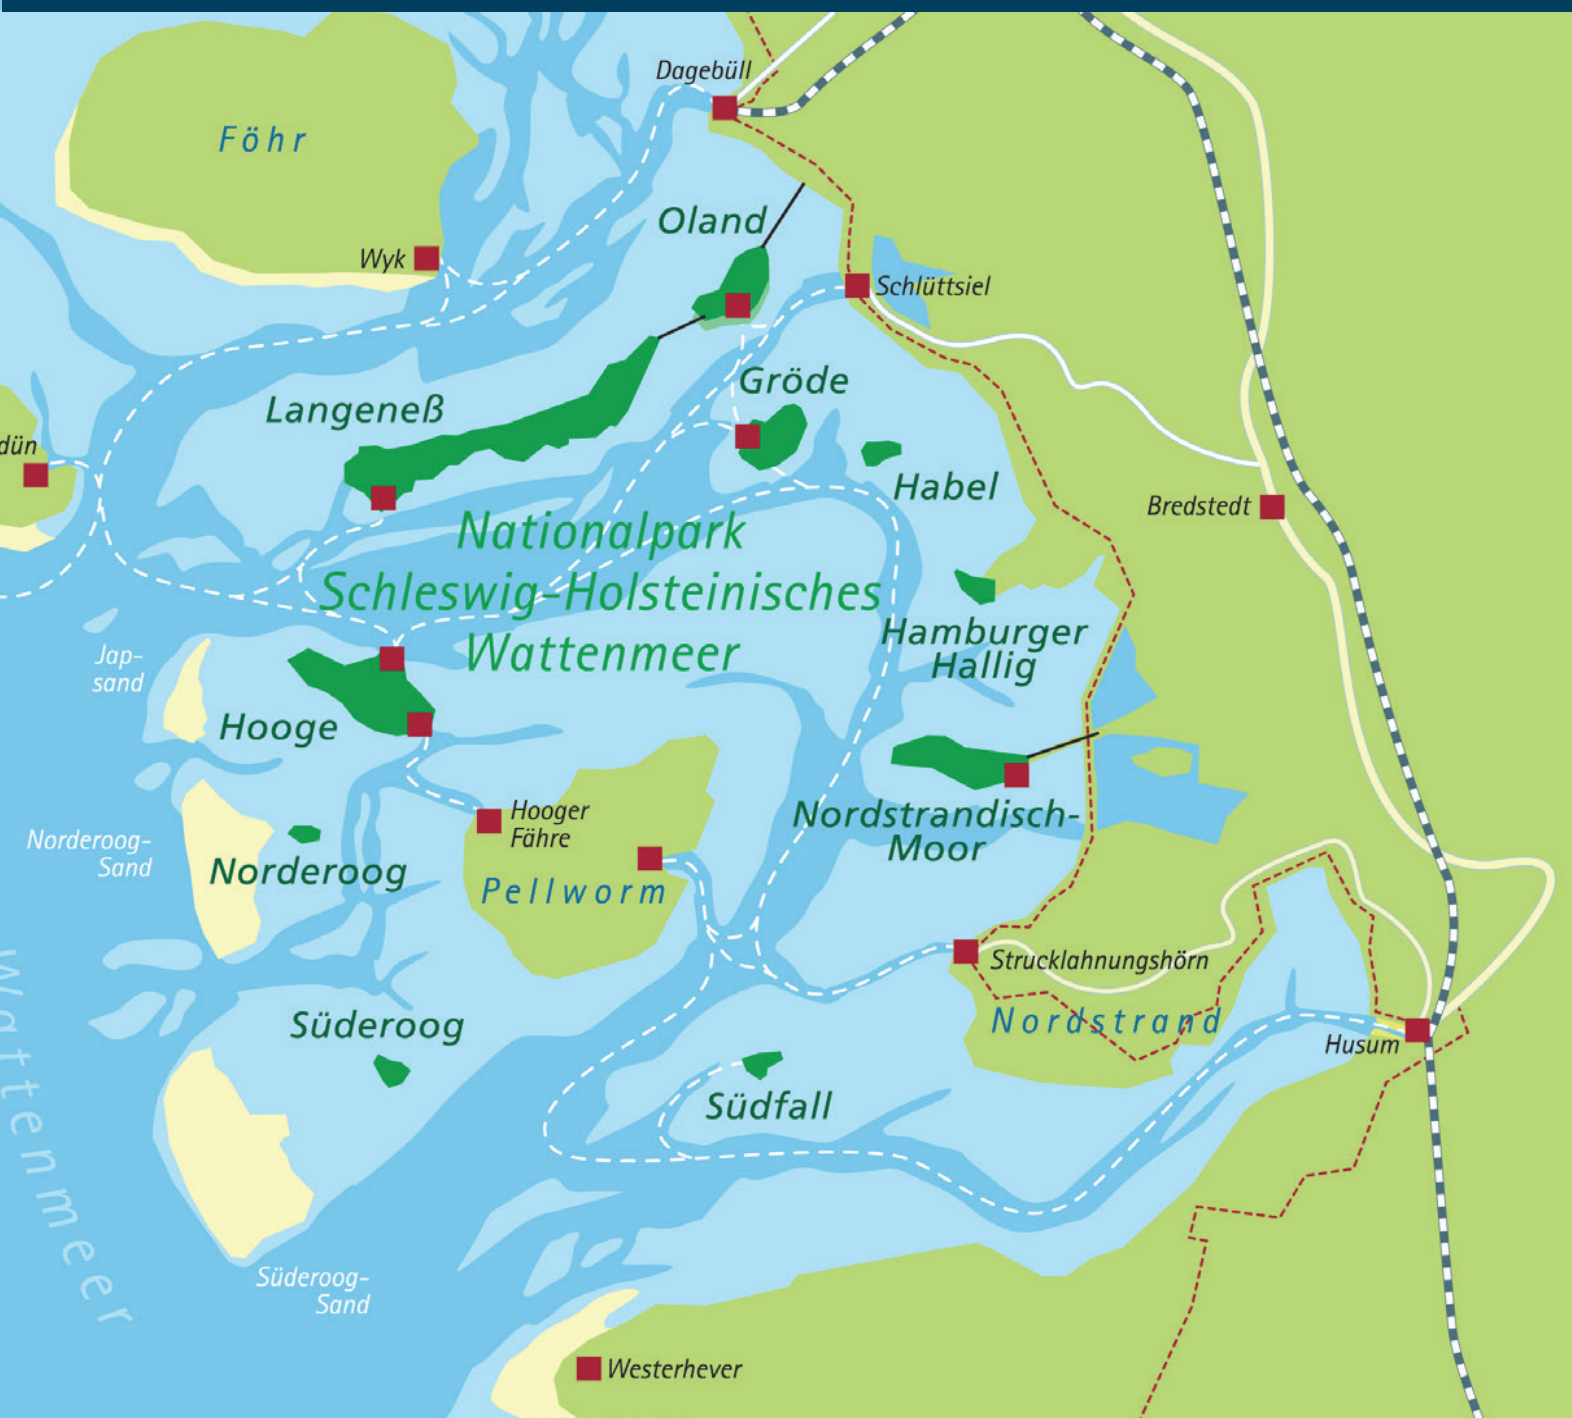 Dagebüll
Föhr
Oland
Wyk
Schlüttsiel
Gröde
Langeneß
dün
Habel
Bredstedt
Nationalpark
Schleswig-Holsteinisches
Wattenmeer
Hamburger
Hallig
Jap-
sand
Hooge
Hooger
Fähre
Nordstrandisch-
Moor
Norderoog-
Sand
Norderoog
Pellworm
Strucklahnungshörn
Süderoog
Nordstrand
Husum
Südfall
Wattenmeer
Süderoog-
Sand
Westerhever